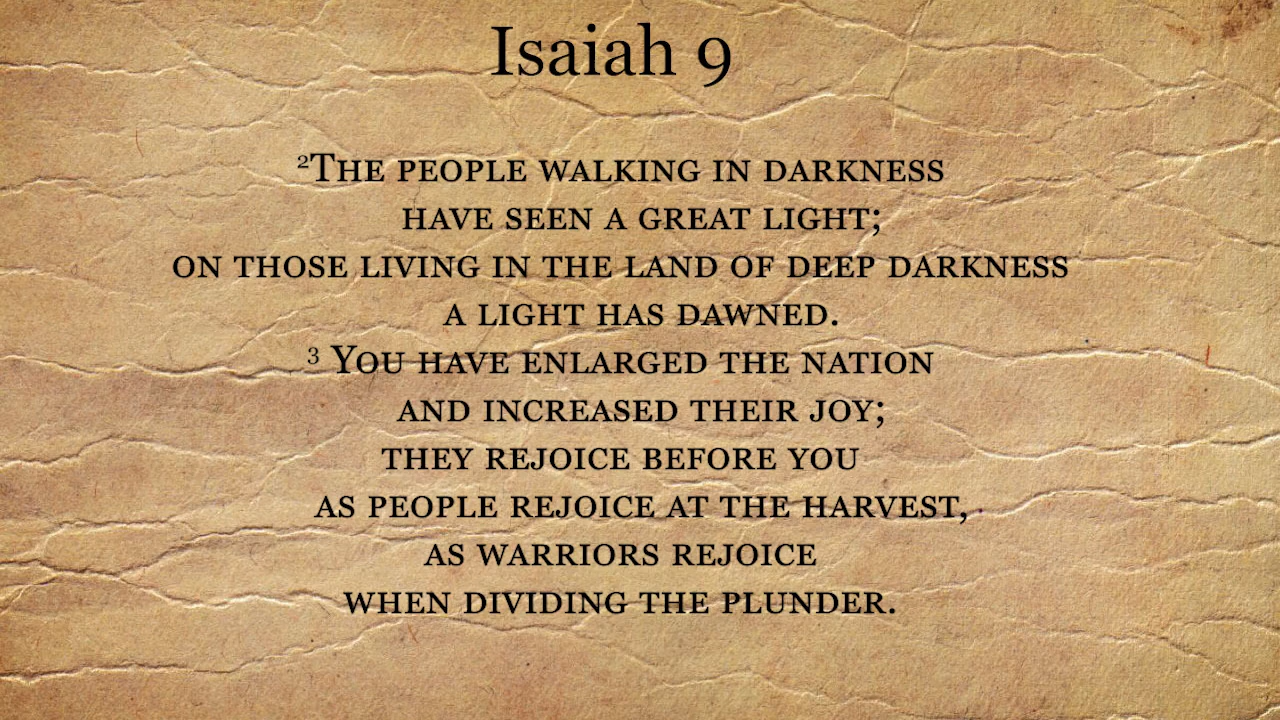 Isaiah 9
²The people walking in darkness
have seen a great light;
on those living in the land of deep darkness
a light has dawned.
³ You have enlarged the nation
and increased their joy;
they rejoice before you
as people rejoice at the harvest,
as warriors rejoice
when dividing the plunder.